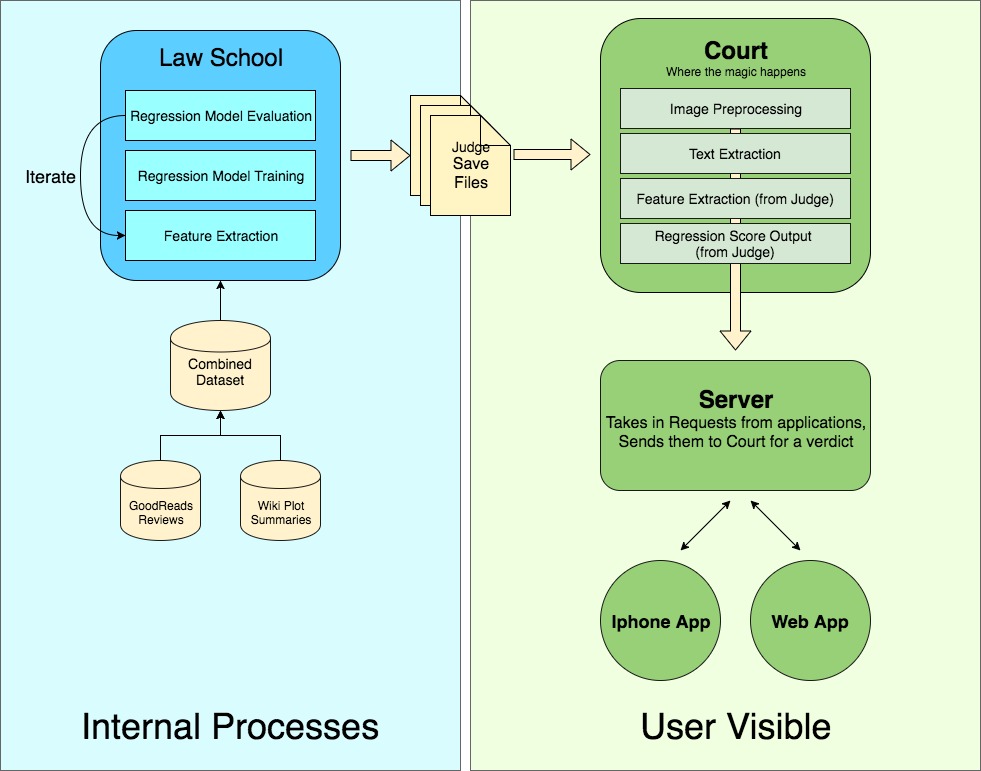 Law School
Regression Model Evaluation
Iterate
Regression Model Training
Feature Extraction
Combined
Dataset
GoodReads
Reviews
Wiki Plot
Summaries
Internal Processes
Judge
Save
Files
Court
Where the magic happens
Image Preprocessing
Text Extraction
Feature Extraction (from Judge)
Regression Score Output
(from Judge)
Server
Takes in Requests from applications,
Sends them to Court for a verdict
Iphone App
Web App
User Visible